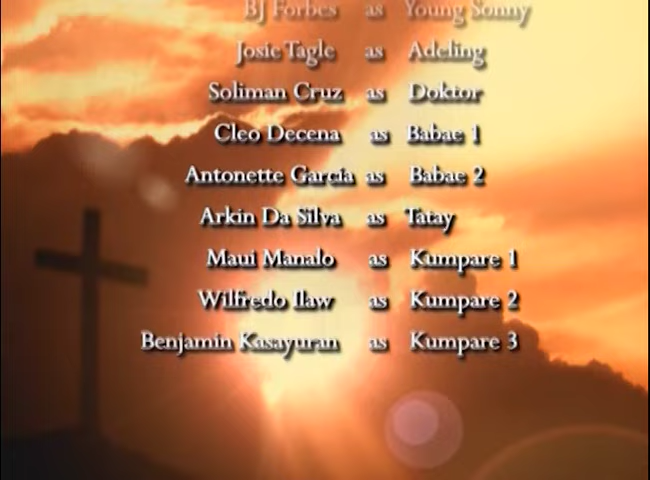 BJ Forbes as Young Sonny
Josie Tagle as Adeling
Soliman Cruz as Doktor
Cleo Decena as Babae 1
Antonette Garcia as Babae 2
Arkin Da Silva as Tatay
Maui Manalo as Kumpare 1
Wilfredo Ilaw as Kumpare 2
Benjamin Kasayuran as Kumpare 3